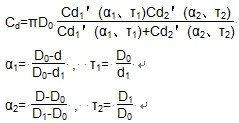 Cd=πD0 Cd1′(α1、τ1)Cd2′(α2、τ2) / Cd1′(α1、τ1)+Cd2′(α2、τ2)
α1= D0-d / D0-d1 , τ1= D0 / d1 ↵
α2= D-D0 / D1-D0 , τ2= D1 / D0 ↵